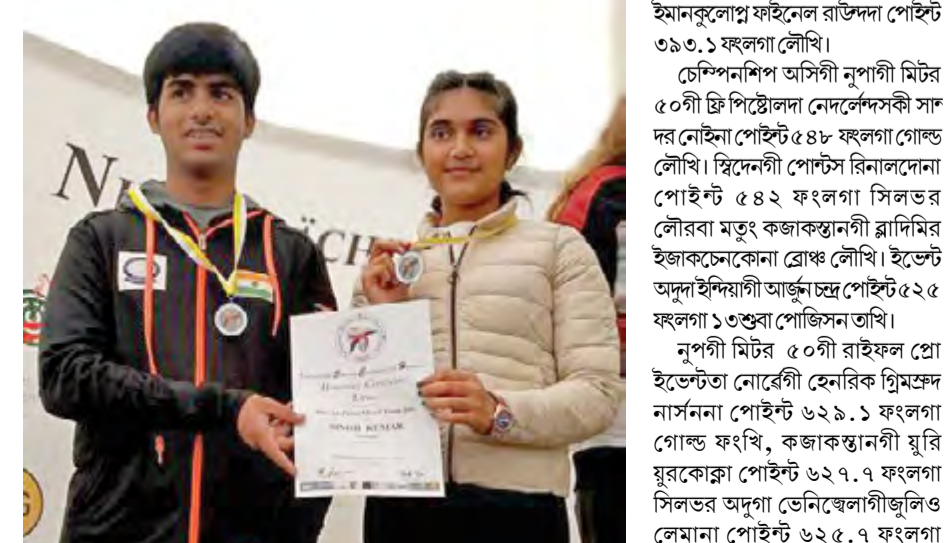 ইমানকুলোপ্না ফাইনেল রাউন্দদা পোইন্ট
৩৯৩.১ ফংলগা লৌখি।
চেম্পিনশিপ অসিগী নুপাগী মিটর
৫০গী ফ্রি পিষ্টোলদা নেদর্লেন্দসকী সান
দর নোইনা পোইন্ট ৫৪৮ ফংলগা গোল্ড
লৌখি। স্বিদেনগী পোন্টস রিনালদোনা
পোইন্ট ৫৪২ ফংলগা সিলভর
লৌরবা মতুং কজাকস্তানগী ব্লাদিমির
ইজাকচেনকোনা ব্রোঞ্চ লৌখি। ইভেন্ট
অদুদা ইন্দিয়াগী আর্জুন চন্দ্র পোইন্ট ৫২৫
ফংলগা ১৩শুবা পোজিসন তাখি।
নুপগী মিটর ৫০গী রাইফল প্রো
ইভেন্টতা নোর্বেগী হেনরিক গ্রিমস্রুদ
নার্সননা পোইন্ট ৬২৯.১ ফংলগা
গোল্ড ফংখি, কজাকস্তানগী য়ুরি
য়ুরকোক্না পোইন্ট ৬২৭.৭ ফংলগা
সিলভর অদুগা ভেনিজ্বেলাগীজুলিও
লেমানা পোইন্ট ৬২৫.৭ ফংলগা